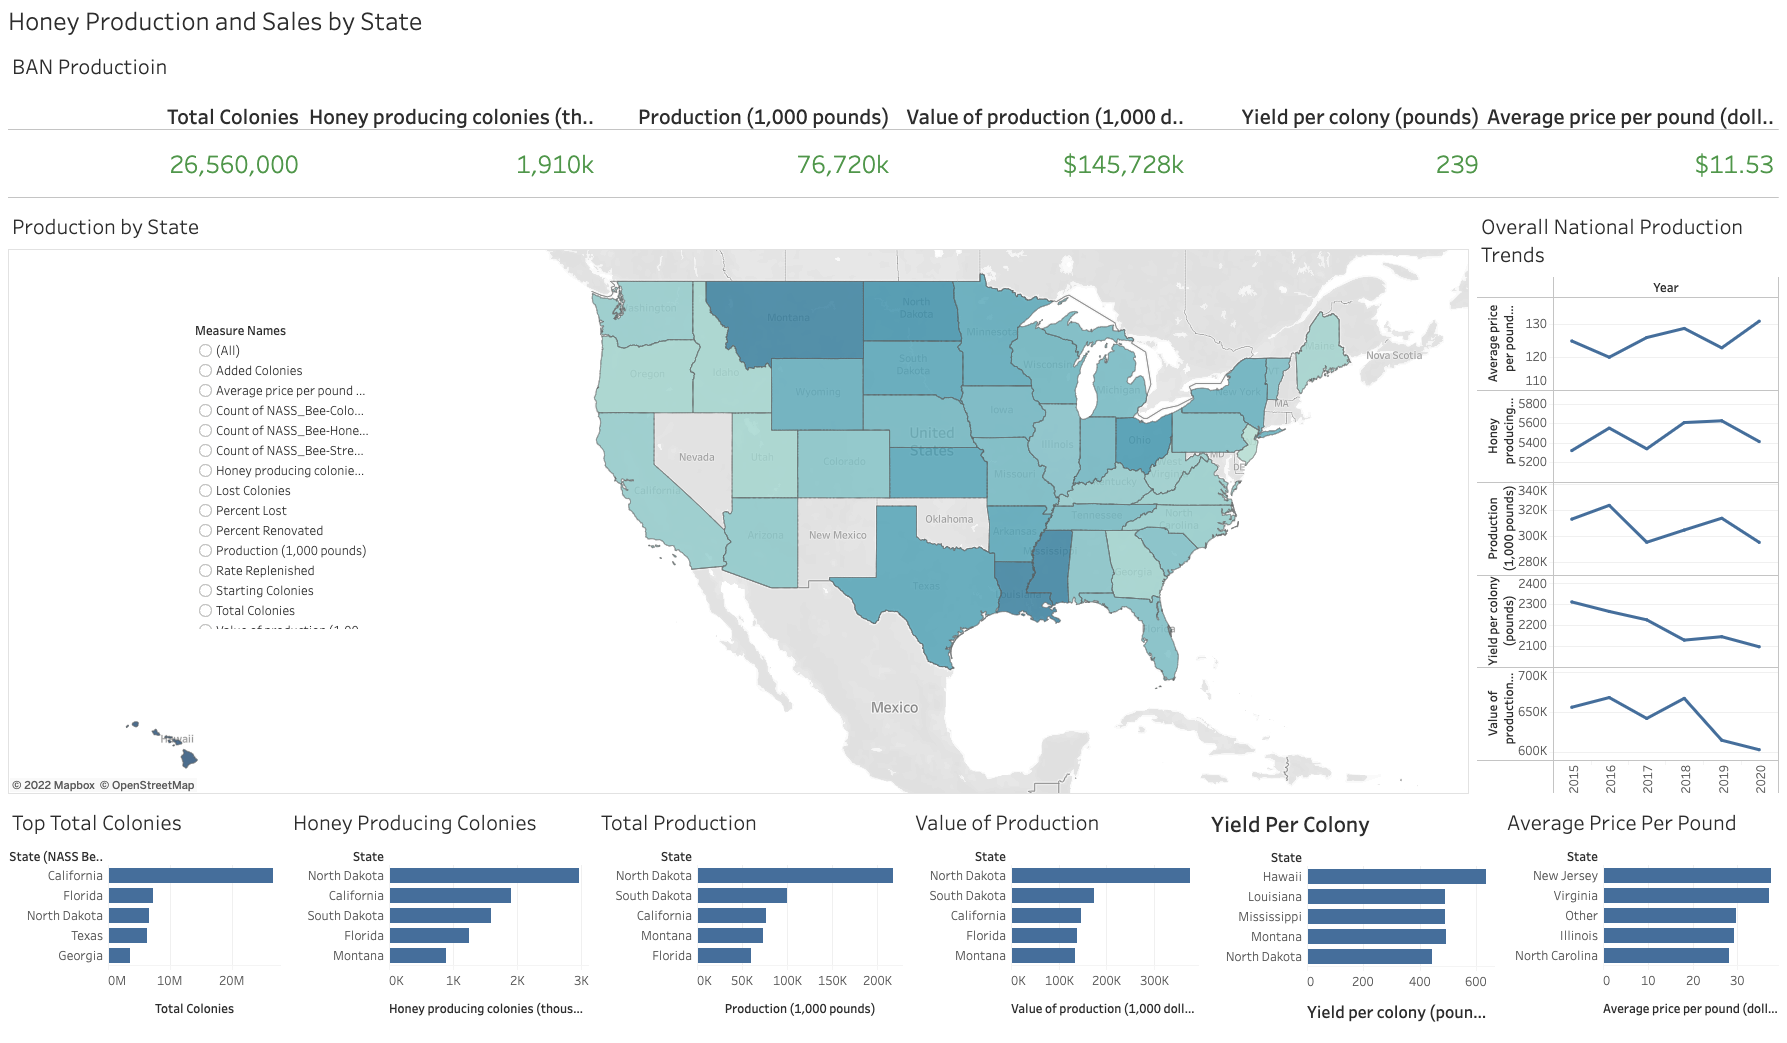 Honey Production and Sales by State
BAN Productioin
Total Colonies
Honey producing colonies (th..
Production (1,000 pounds)
Value of production (1,000 d..
Yield per colony (pounds)
Average price per pound (doll..
26,560,000
1,910k
76,720k
$145,728k
239
$11.53
Production by State
Measure Names
(All)
Added Colonies
Average price per pound ...
Count of NASS_Bee-Colo...
Count of NASS_Bee-Hone...
Count of NASS_Bee-Stre...
Honey producing colonie...
Lost Colonies
Percent Lost
Percent Renovated
Production (1,000 pounds)
Rate Replenished
Starting Colonies
Total Colonies
Washington
Montana
North
Dakota
Minnesota
Oregon
Idaho
South
Dakota
Wisconsin
Michigan
Wyoming
New York
VT
Maine
Nova Scotia
MA
Iowa
Nevada
Utah
Colorado
United
States
Illinois
Ohio
MD
DE
West
Virginia
California
Missouri
Kentucky
Arizona
New Mexico
Oklahoma
Arkansas
Tennessee
North
Carolina
Mississippi
Georgia
Texas
Louisiana
Florida
Mexico
Hawaii
© 2022 Mapbox © OpenStreetMap
Overall National Production
Trends
Year
Average price
per pound...
130
120
110
Honey
producing...
5800
5600
5400
5200
Production
(1,000 pounds)
340K
320K
300K
280K
Yield per colony
(pounds)
2400
2300
2200
2100
Value of
production...
700K
650K
600K
2015
2016
2017
2018
2019
2020
Top Total Colonies
State (NASS Be..
California
Florida
North Dakota
Texas
Georgia
0M
10M
20M
Total Colonies
Honey Producing Colonies
State
North Dakota
California
South Dakota
Florida
Montana
0K
1K
2K
3K
Honey producing colonies (thous...
Total Production
State
North Dakota
South Dakota
California
Montana
Florida
0K
50K
100K
150K
200K
Production (1,000 pounds)
Value of Production
State
North Dakota
South Dakota
California
Florida
Montana
0K
100K
200K
300K
Value of production (1,000 doll...
Yield Per Colony
State
Hawaii
Louisiana
Mississippi
Montana
North Dakota
0
200
400
600
Yield per colony (poun...
Average Price Per Pound
State
New Jersey
Virginia
Other
Illinois
North Carolina
0
10
20
30
Average price per pound (doll...